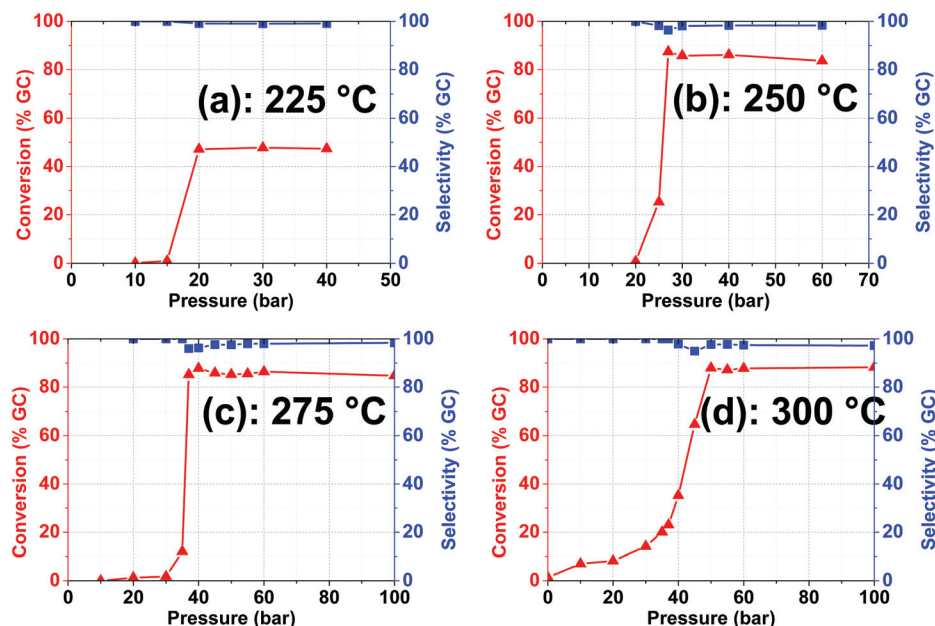 100 100 100 100
80 80 80 80
60 60 60 60
40 40 40 40
20 20 20 20
0 0 0 0
Conversion (% GC)
Selectivity (% GC)
(a): 225 °C
0 10 20 30 40 50
Pressure (bar)
Conversion (% GC)
Selectivity (% GC)
(b): 250 °C
0 10 20 30 40 50 60 70
Pressure (bar)
100 100 100 100
80 80 80 80
60 60 60 60
40 40 40 40
20 20 20 20
0 0 0 0
Conversion (% GC)
Selectivity (% GC)
(c): 275 °C
0 20 40 60 80 100
Pressure (bar)
Conversion (% GC)
Selectivity (% GC)
(d): 300 °C
0 20 40 60 80 100
Pressure (bar)